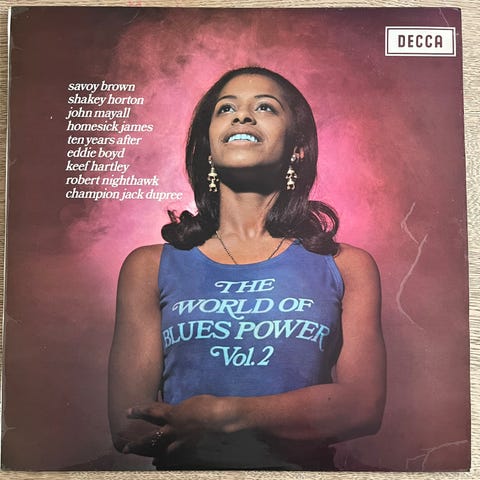 DECCA
savoy brown
shakey horton
john mayall
homesick james
ten years after
eddie boyd
keef hartley
robert nighthawk
champion jack dupree
THE
WORLD OF
BLUES POWER
Vol.2